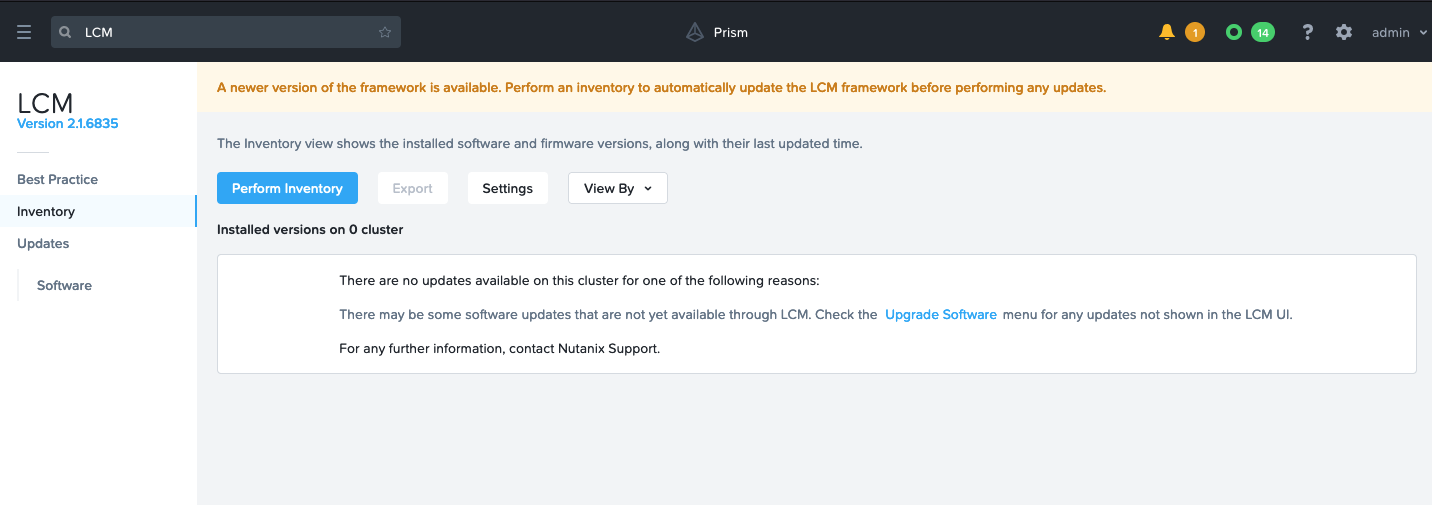 LCM
Prism
1
14
?
admin
A newer version of the framework is available. Perform an inventory to automatically update the LCM framework before performing any updates.
LCM
Version 2.1.6835
Best Practice
Inventory
Updates
Software
The Inventory view shows the installed software and firmware versions, along with their last updated time.
Perform Inventory Export Settings View By
Installed versions on 0 cluster
There are no updates available on this cluster for one of the following reasons:
There may be some software updates that are not yet available through LCM. Check the Upgrade Software menu for any updates not shown in the LCM UI.
For any further information, contact Nutanix Support.